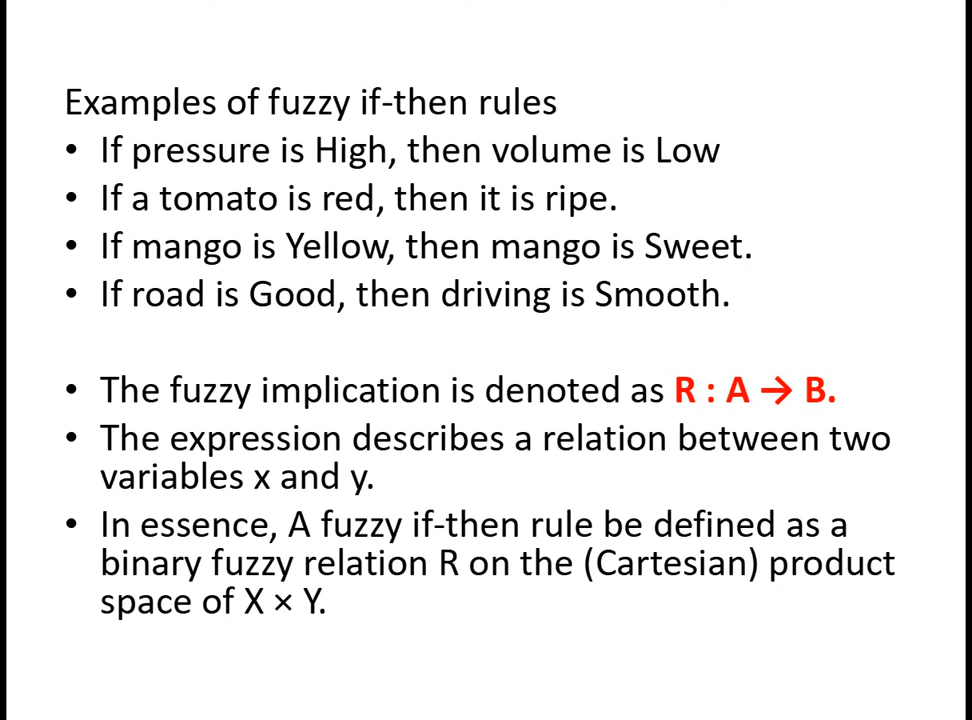 Examples of fuzzy if-then rules
• If pressure is High, then volume is Low
• If a tomato is red, then it is ripe.
• If mango is Yellow, then mango is Sweet.
• If road is Good, then driving is Smooth.
• The fuzzy implication is denoted as R : A → B.
• The expression describes a relation between two
variables x and y.
• In essence, A fuzzy if-then rule be defined as a
binary fuzzy relation R on the (Cartesian) product
space of X × Y.